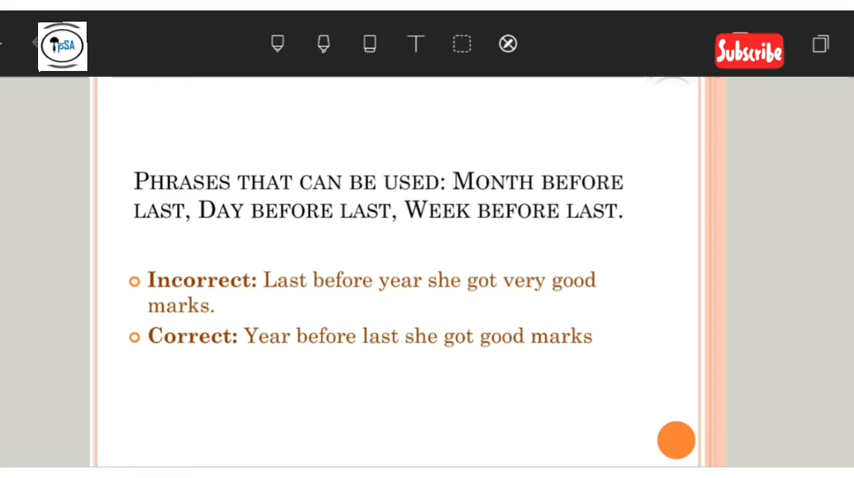 TpSA
T
Subscribe
PHRASES THAT CAN BE USED: MONTH BEFORE
LAST, DAY BEFORE LAST, WEEK BEFORE LAST.
Incorrect: Last before year she got very good
marks.
Correct: Year before last she got good marks